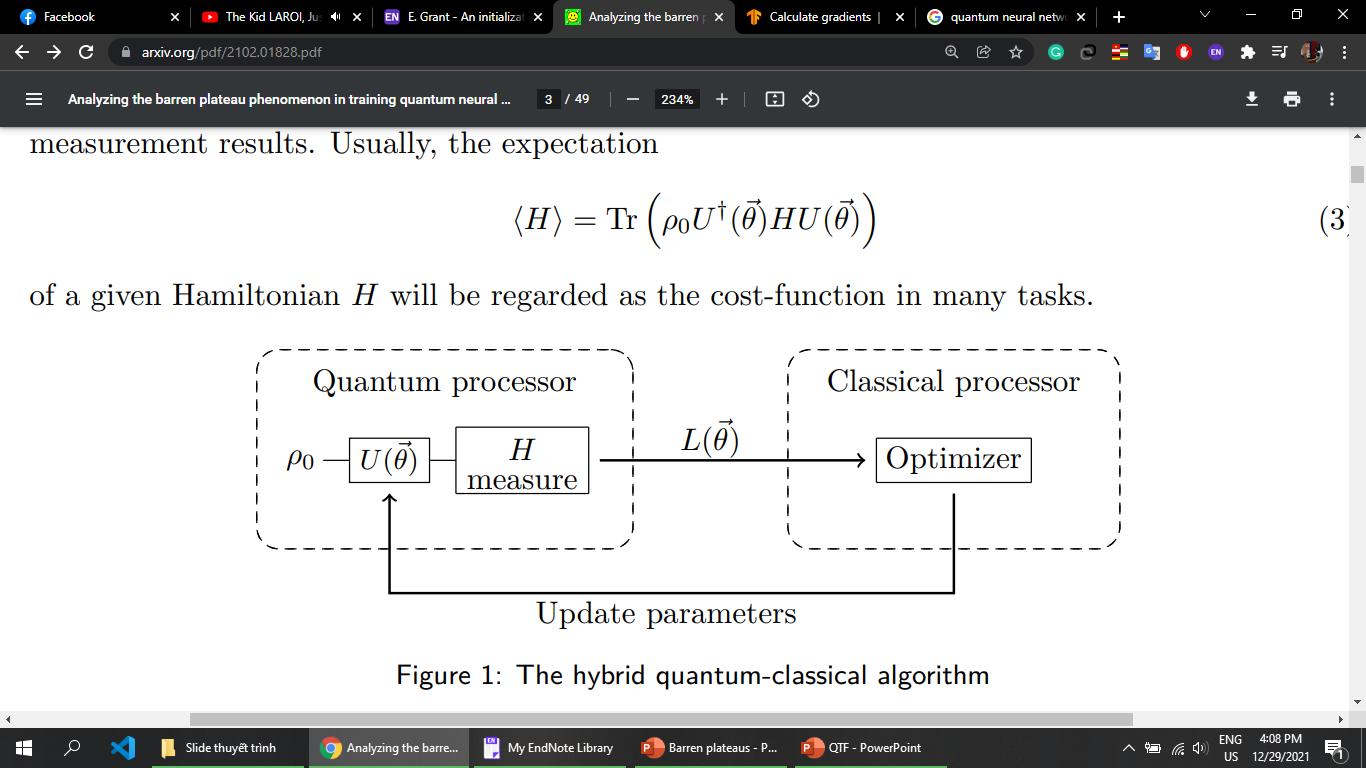 Facebook
The Kid LAROI, Jus
EN E. Grant - An initializat
Analyzing the barren p
Calculate gradients |
quantum neural netw
arxiv.org/pdf/2102.01828.pdf
Analyzing the barren plateau phenomenon in training quantum neural ...
3 / 49
234%
measurement results. Usually, the expectation
⟨H⟩ = Tr (ρ₀U†(θ⃗)HU(θ⃗)) (3)
of a given Hamiltonian H will be regarded as the cost-function in many tasks.
Quantum processor
Classical processor
ρ₀
U(θ⃗)
H
measure
L(θ⃗)
Optimizer
Update parameters
Figure 1: The hybrid quantum-classical algorithm
Slide thuyết trình
Analyzing the barre...
My EndNote Library
Barren plateaus - P...
QTF - PowerPoint
ENG
US
4:08 PM
12/29/2021
1